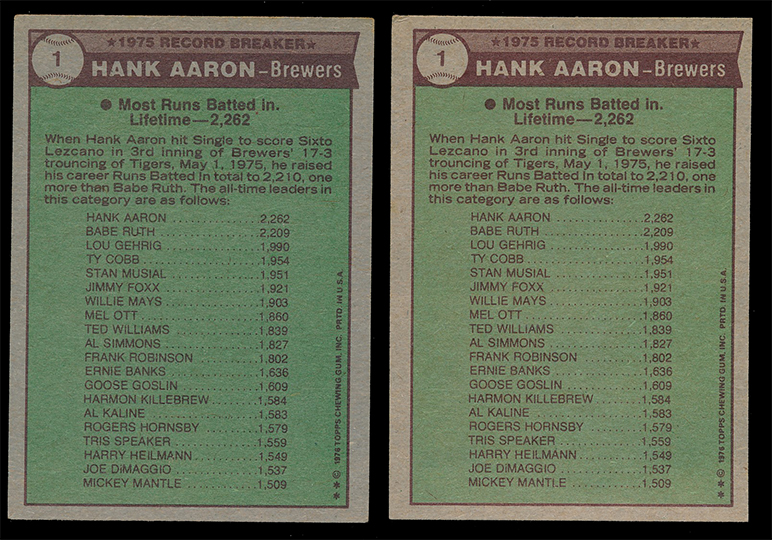 ★1975 RECORD BREAKER★
1
HANK AARON–Brewers
● Most Runs Batted in.
Lifetime—2,262
When Hank Aaron hit Single to score Sixto
Lezcano in 3rd inning of Brewers' 17-3
trouncing of Tigers, May 1, 1975, he raised
his career Runs Batted In total to 2,210, one
more than Babe Ruth. The all-time leaders in
this category are as follows:
HANK AARON ..................2,262
BABE RUTH ....................2,209
LOU GEHRIG ...................1,990
TY COBB ......................1,954
STAN MUSIAL ..................1,951
JIMMY FOXX ...................1,921
WILLIE MAYS ..................1,903
MEL OTT ......................1,860
TED WILLIAMS .................1,839
AL SIMMONS ...................1,827
FRANK ROBINSON ...............1,802
ERNIE BANKS ..................1,636
GOOSE GOSLIN .................1,609
HARMON KILLEBREW .............1,584
AL KALINE ....................1,583
ROGERS HORNSBY ...............1,579
TRIS SPEAKER .................1,559
HARRY HEILMANN ...............1,549
JOE DiMAGGIO .................1,537
MICKEY MANTLE ................1,509
★★© 1976 TOPPS CHEWING GUM, INC. PRTD. IN U.S.A.
★1975 RECORD BREAKER★
1
HANK AARON–Brewers
● Most Runs Batted in.
Lifetime—2,262
When Hank Aaron hit Single to score Sixto
Lezcano in 3rd inning of Brewers' 17-3
trouncing of Tigers, May 1, 1975, he raised
his career Runs Batted In total to 2,210, one
more than Babe Ruth. The all-time leaders in
this category are as follows:
HANK AARON ..................2,262
BABE RUTH ....................2,209
LOU GEHRIG ...................1,990
TY COBB ......................1,954
STAN MUSIAL ..................1,951
JIMMY FOXX ...................1,921
WILLIE MAYS ..................1,903
MEL OTT ......................1,860
TED WILLIAMS .................1,839
AL SIMMONS ...................1,827
FRANK ROBINSON ...............1,802
ERNIE BANKS ..................1,636
GOOSE GOSLIN .................1,609
HARMON KILLEBREW .............1,584
AL KALINE ....................1,583
ROGERS HORNSBY ...............1,579
TRIS SPEAKER .................1,559
HARRY HEILMANN ...............1,549
JOE DiMAGGIO .................1,537
MICKEY MANTLE ................1,509
★★© 1976 TOPPS CHEWING GUM, INC. PRTD. IN U.S.A.